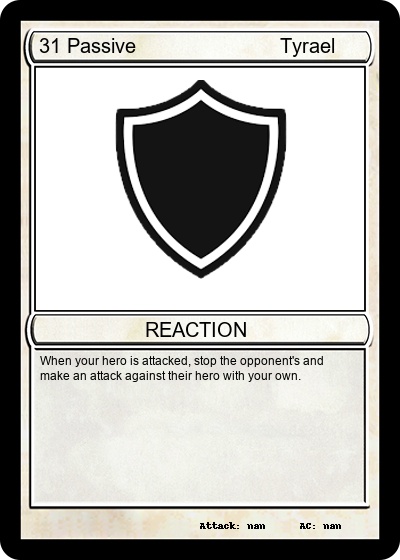 31 Passive Tyrael
REACTION
When your hero is attacked, stop the opponent's and
make an attack against their hero with your own.
Attack: nan AC: nan